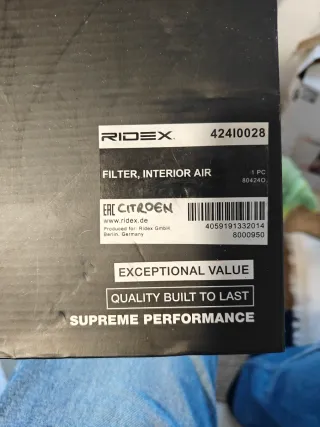 RIDEX 424I0028
FILTER, INTERIOR AIR 1 PC
80424O
EAC CITROEN
www.ridex.de
Produced for: Ridex GmbH,
Berlin, Germany
4059191332014
8000950
EXCEPTIONAL VALUE
QUALITY BUILT TO LAST
SUPREME PERFORMANCE